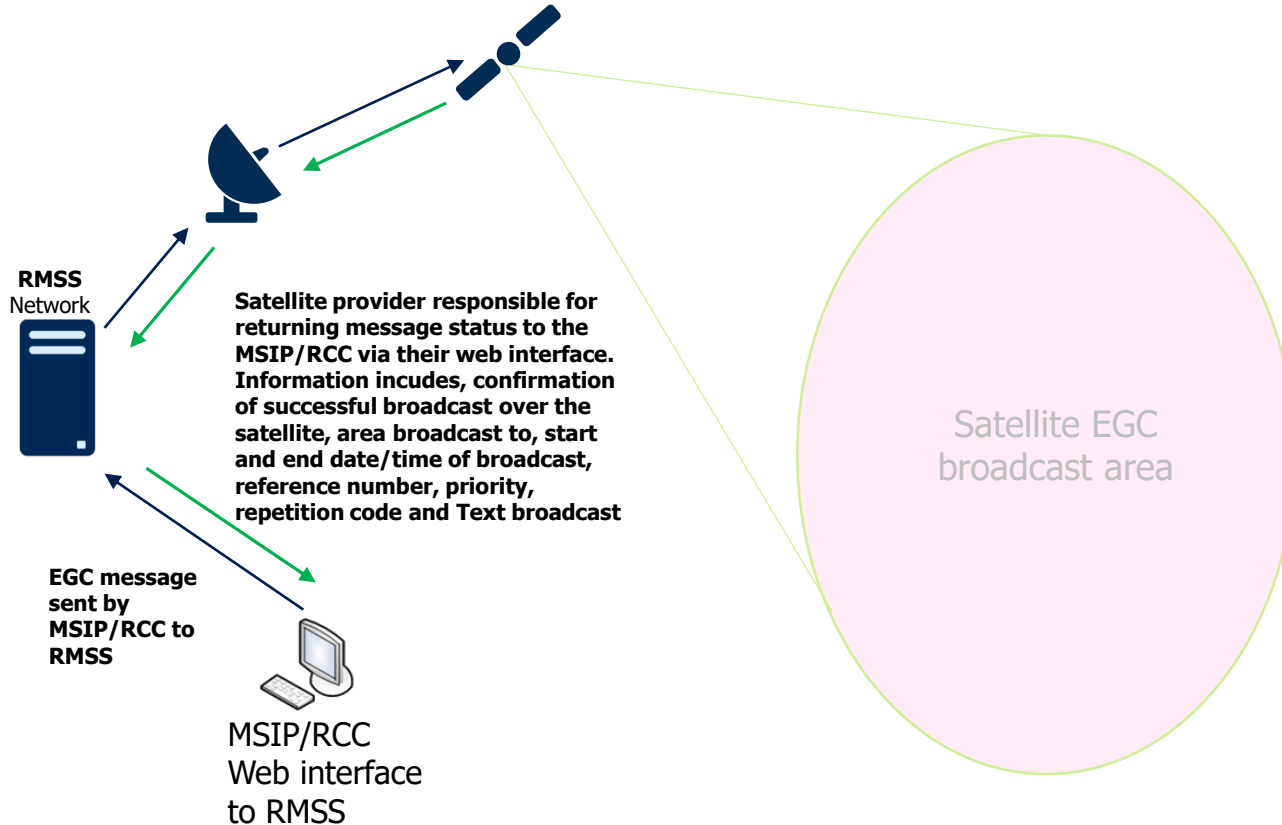 RMSS
Network
Satellite provider responsible for
returning message status to the
MSIP/RCC via their web interface.
Information incudes, confirmation
of successful broadcast over the
satellite, area broadcast to, start
and end date/time of broadcast,
reference number, priority,
repetition code and Text broadcast
Satellite EGC
broadcast area
EGC message
sent by
MSIP/RCC to
RMSS
MSIP/RCC
Web interface
to RMSS